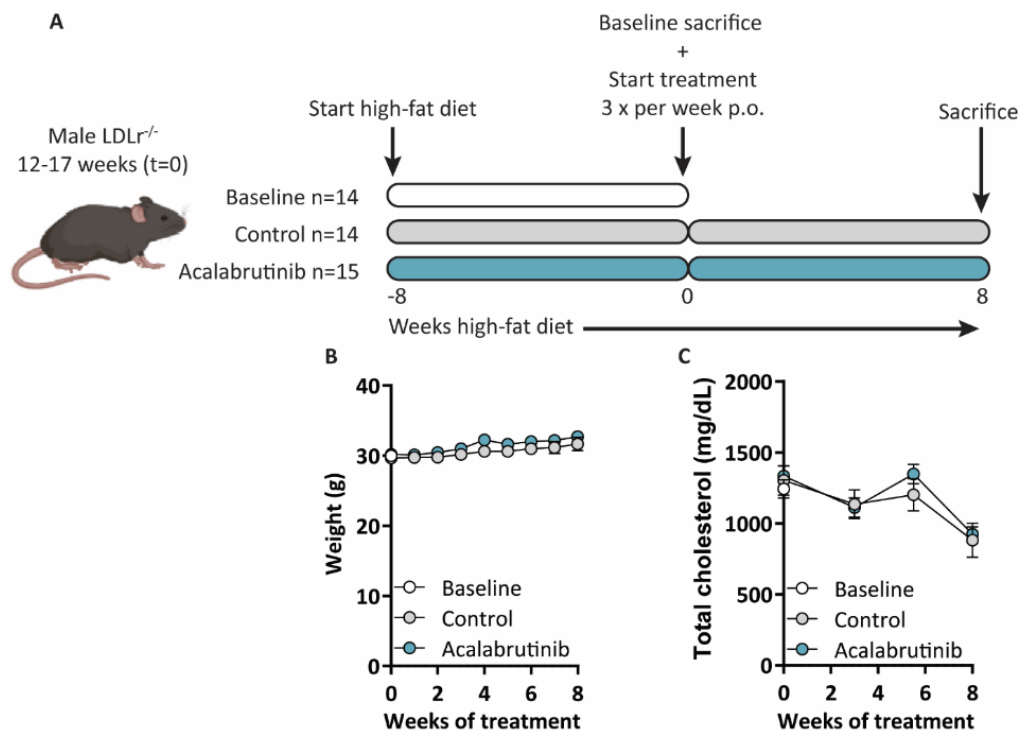 A
Baseline sacrifice
+
Start treatment
3 x per week p.o.
Start high-fat diet
Sacrifice
Male LDLr-/-
12-17 weeks (t=0)
Baseline n=14
Control n=14
Acalabrutinib n=15
-8 0 8
Weeks high-fat diet
B
Weight (g)
40
30
20
10
0
Baseline
Control
Acalabrutinib
0 2 4 6 8
Weeks of treatment
C
Total cholesterol (mg/dL)
2000
1500
1000
500
0
Baseline
Control
Acalabrutinib
0 2 4 6 8
Weeks of treatment